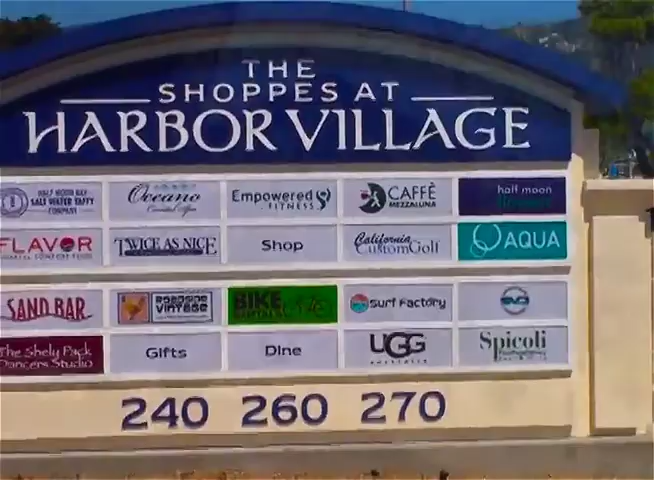 THE
SHOPPES AT
HARBOR VILLAGE
HALF MOON BAY
SALT WATER TAFFY
COMPANY
Oceano
Empowered
FITNESS
CAFFÈ
MEZZALUNA
half moon
FLAVOR
TWICE AS NICE
Shop
California
Custom Golf
AQUA
SAND BAR
ROADSIDE
VINTAGE
BIKE
Surf Factory
The Shely Pack
Dancers Studio
Gifts
Dine
UGG
AUSTRALIA
Spicoli
240 260 270